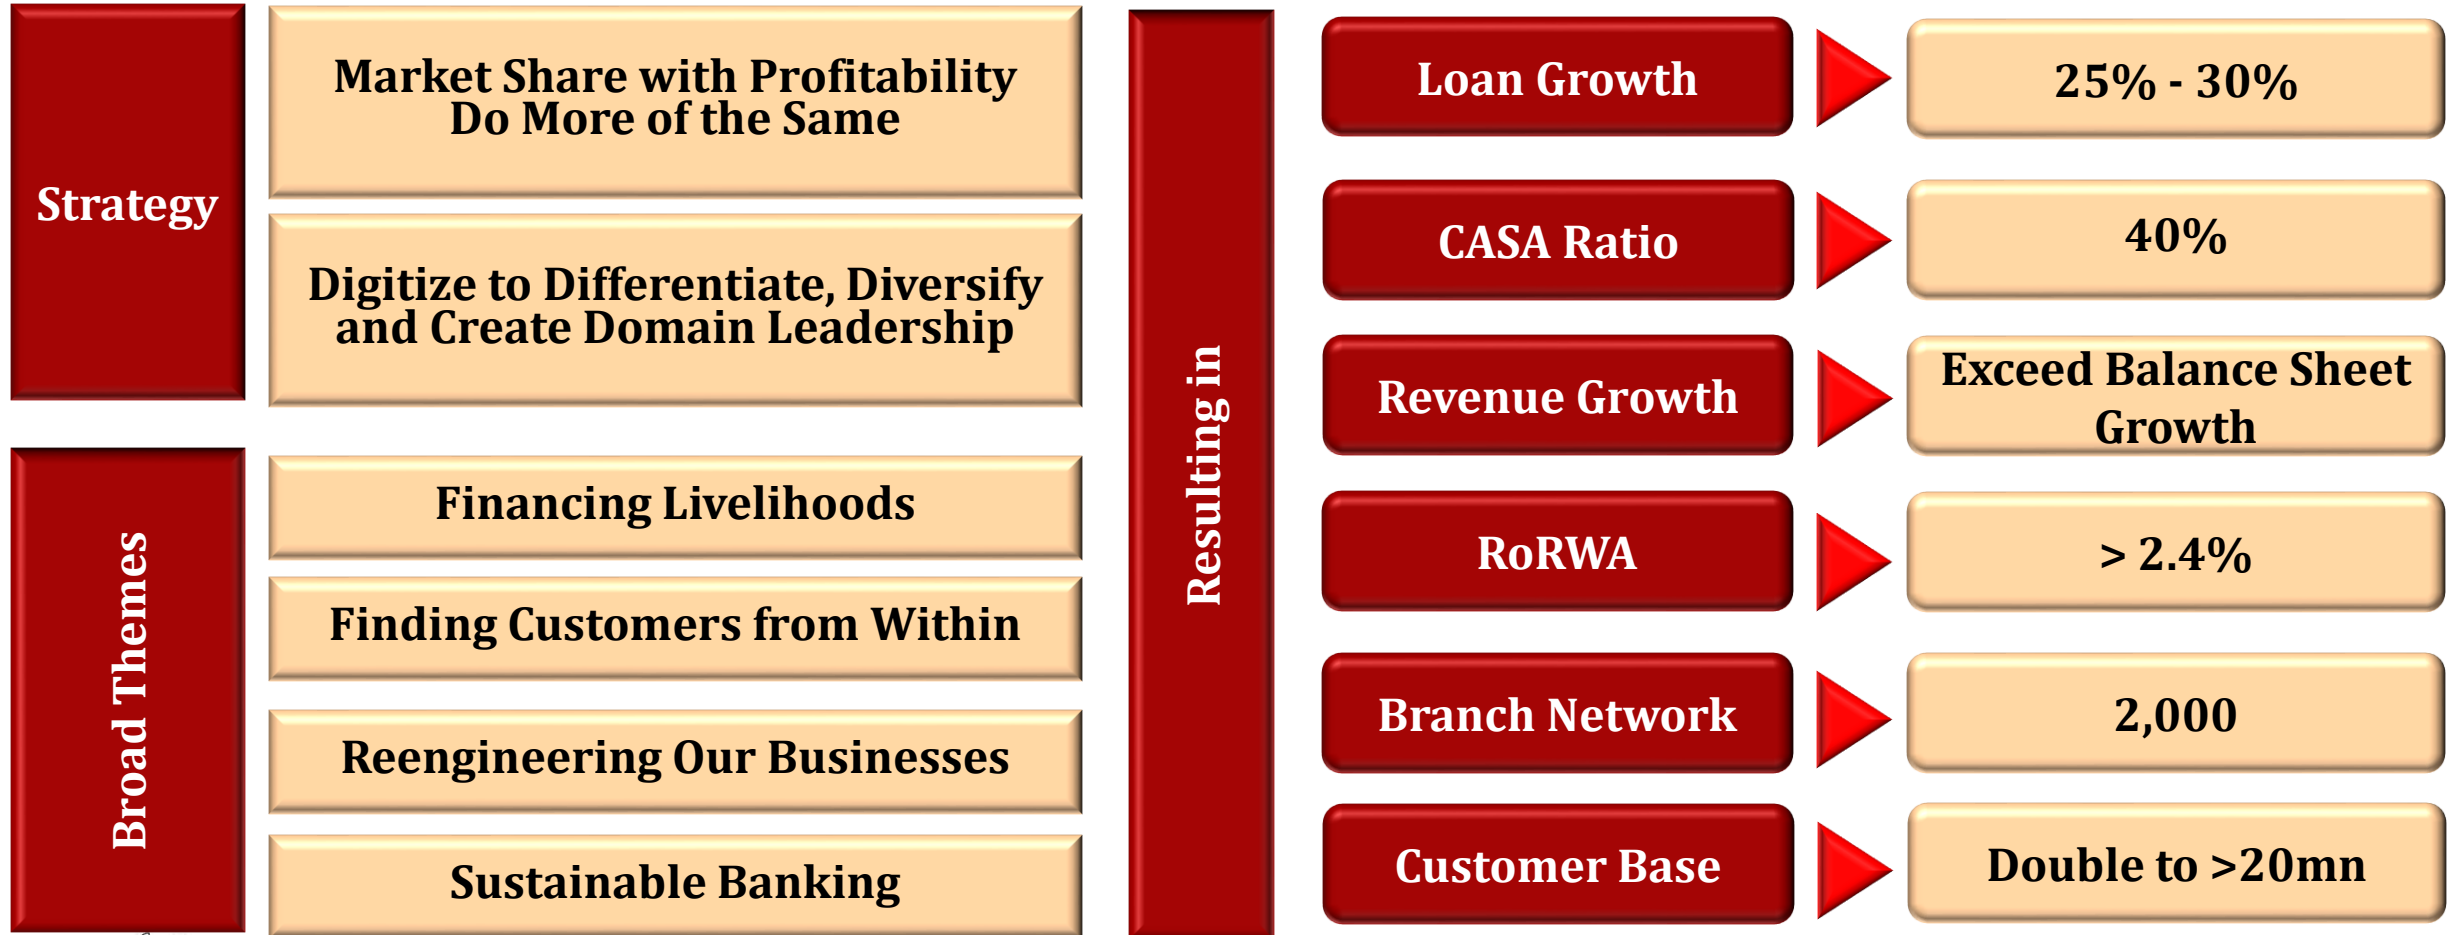 Strategy
Market Share with Profitability
Do More of the Same
Digitize to Differentiate, Diversify
and Create Domain Leadership
Broad Themes
Financing Livelihoods
Finding Customers from Within
Reengineering Our Businesses
Sustainable Banking
Resulting in
Loan Growth
25% - 30%
CASA Ratio
40%
Revenue Growth
Exceed Balance Sheet
Growth
RoRWA
> 2.4%
Branch Network
2,000
Customer Base
Double to >20mn